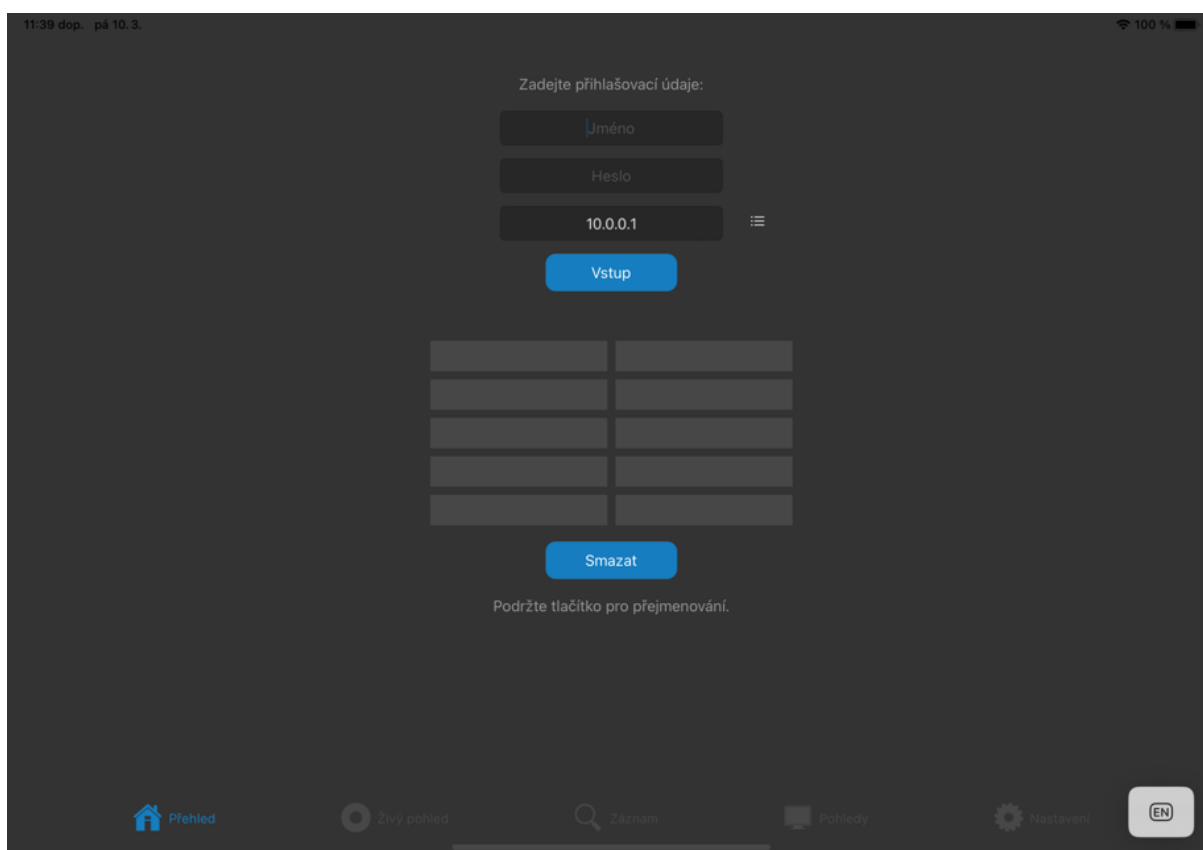 11:39 dop. pá 10. 3. 100 %
Zadejte přihlašovací údaje:
Jméno
Heslo
10.0.0.1
Vstup
Smazat
Podržte tlačítko pro přejmenování.
Přehled Živý pohled Záznam Pohledy Nastavení EN